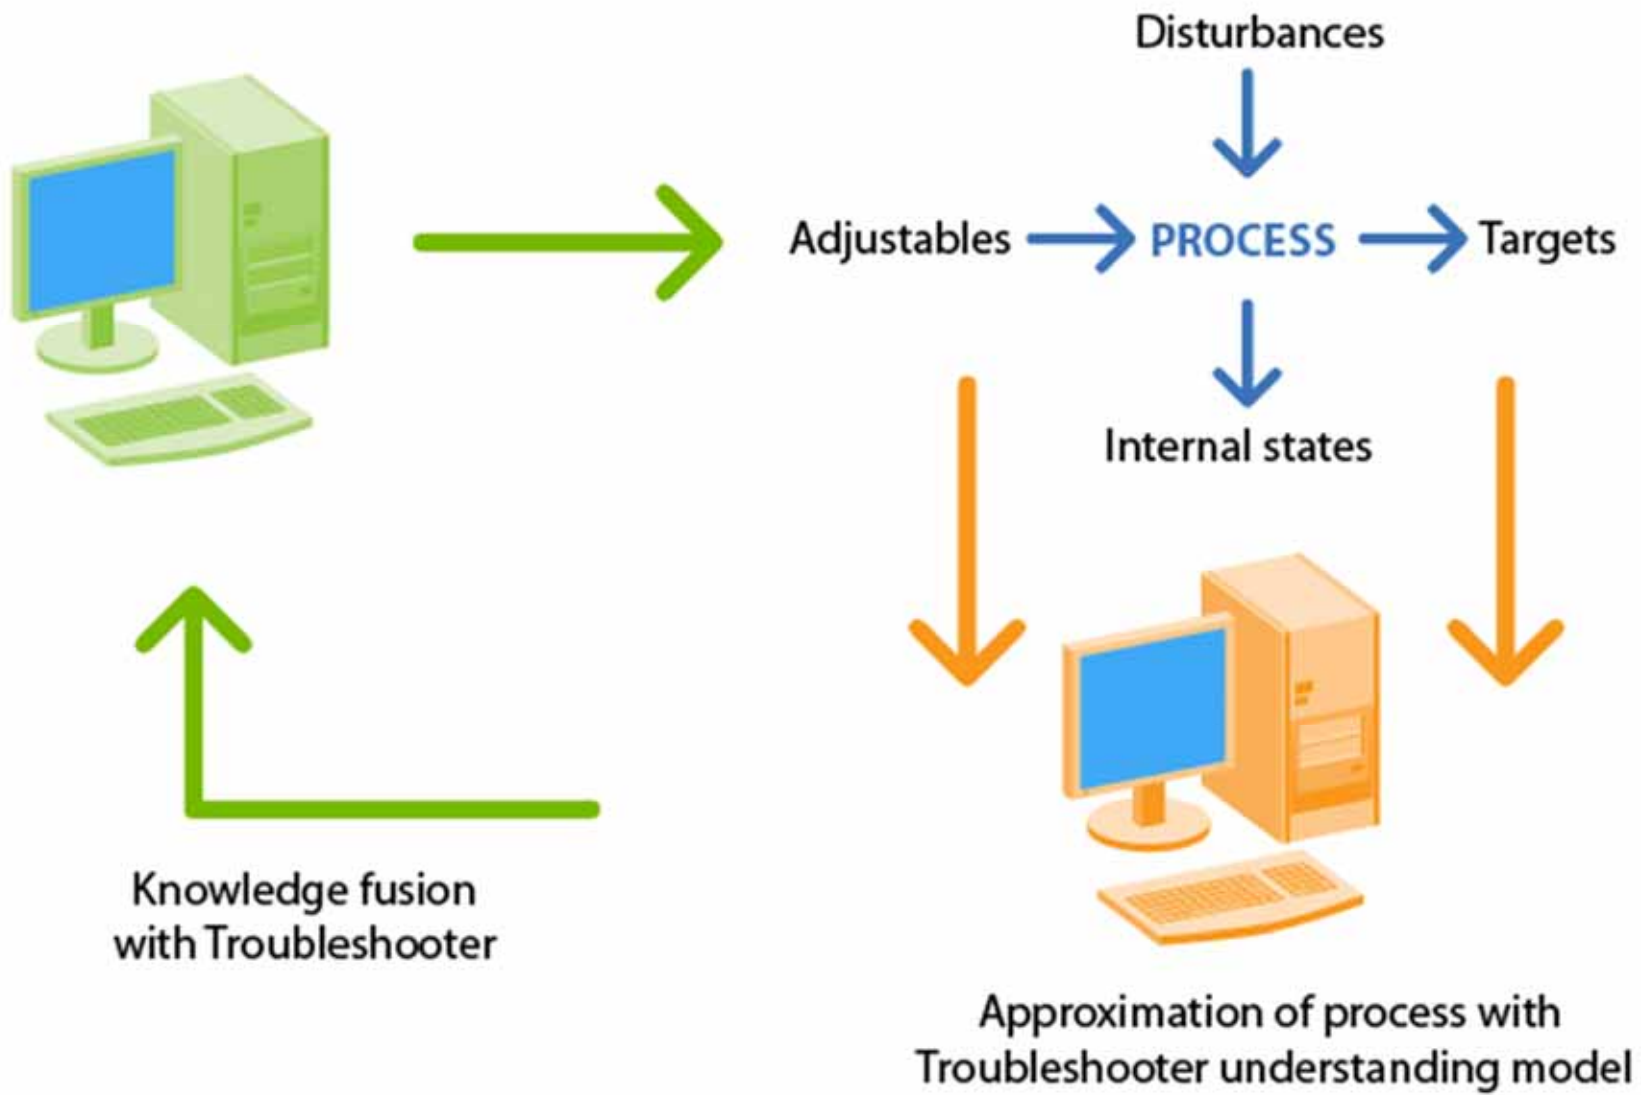 Disturbances
Adjustables
PROCESS
Targets
Internal states
Knowledge fusion
with Troubleshooter
Approximation of process with
Troubleshooter understanding model